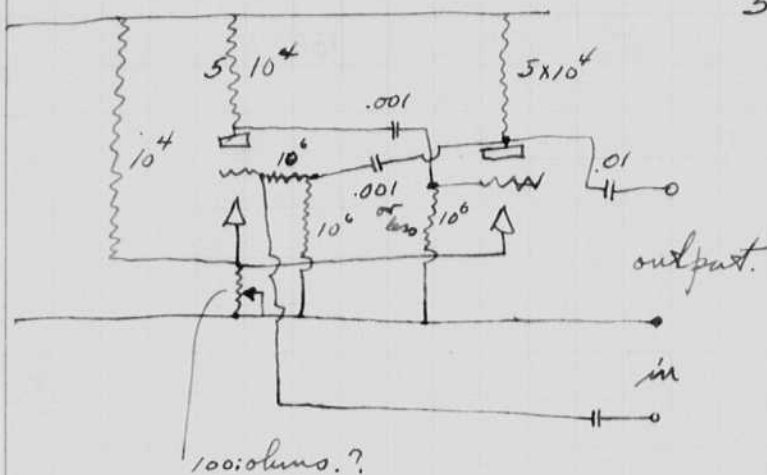 5
5 10⁴
5×10⁴
.001
.01
10⁴
10⁶
.001
or
less
10⁶
10⁶
output.
in
100 ohms.?